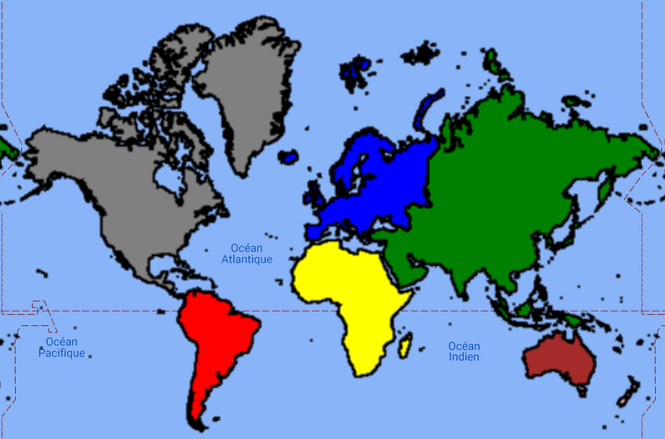 Océan
Atlantique
Océan
Pacifique
Océan
Indien